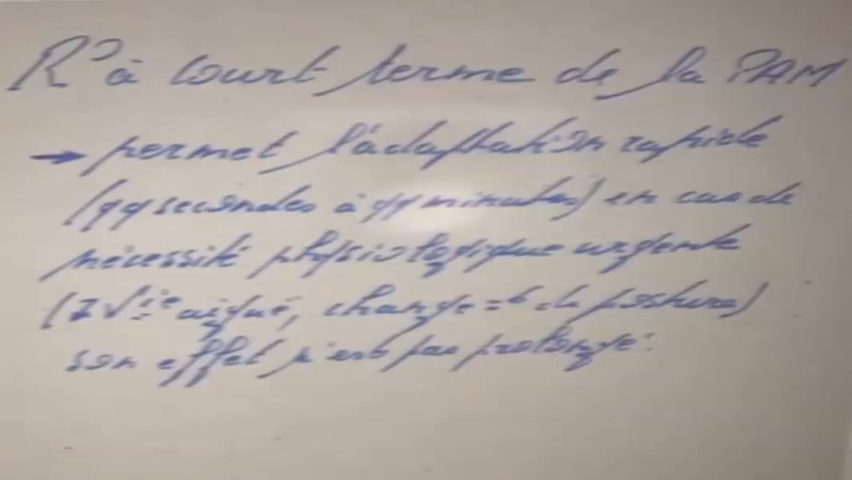 R° à court terme de la PAM
→ permet l'adaptation rapide
(qq secondes à qq minutes) en cas de
nécessité physiologique urgente
aiguë, change=t de posture)
son effet n'est pas prolongé.